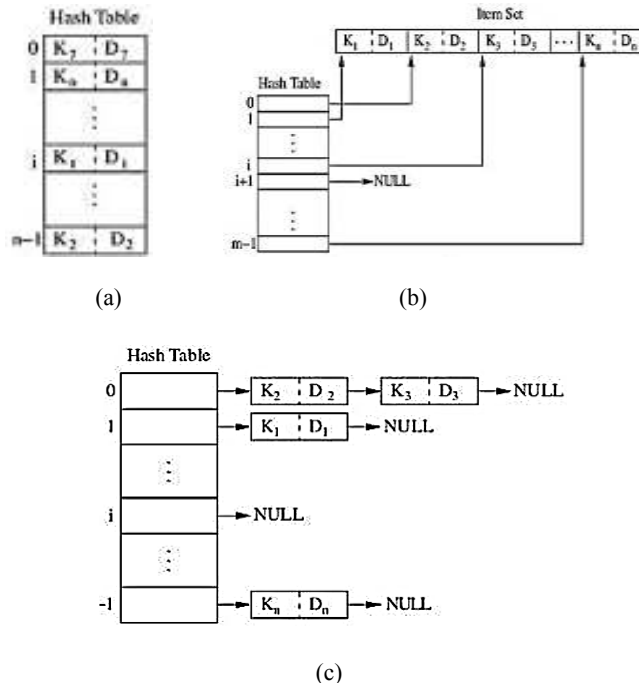 Hash Table
0 K7 D7
1 Kn Dn
⋮
i K1 D1
⋮
n-1 K2 D2
(a)
Item Set
K1 D1 K2 D2 K3 D3 ... Kn Dn
Hash Table
0
1
⋮
i
i+1 NULL
⋮
m-1
(b)
Hash Table
0 K2 D2 K3 D3 NULL
1 K1 D1 NULL
⋮
i NULL
⋮
-1 Kn Dn NULL
(c)